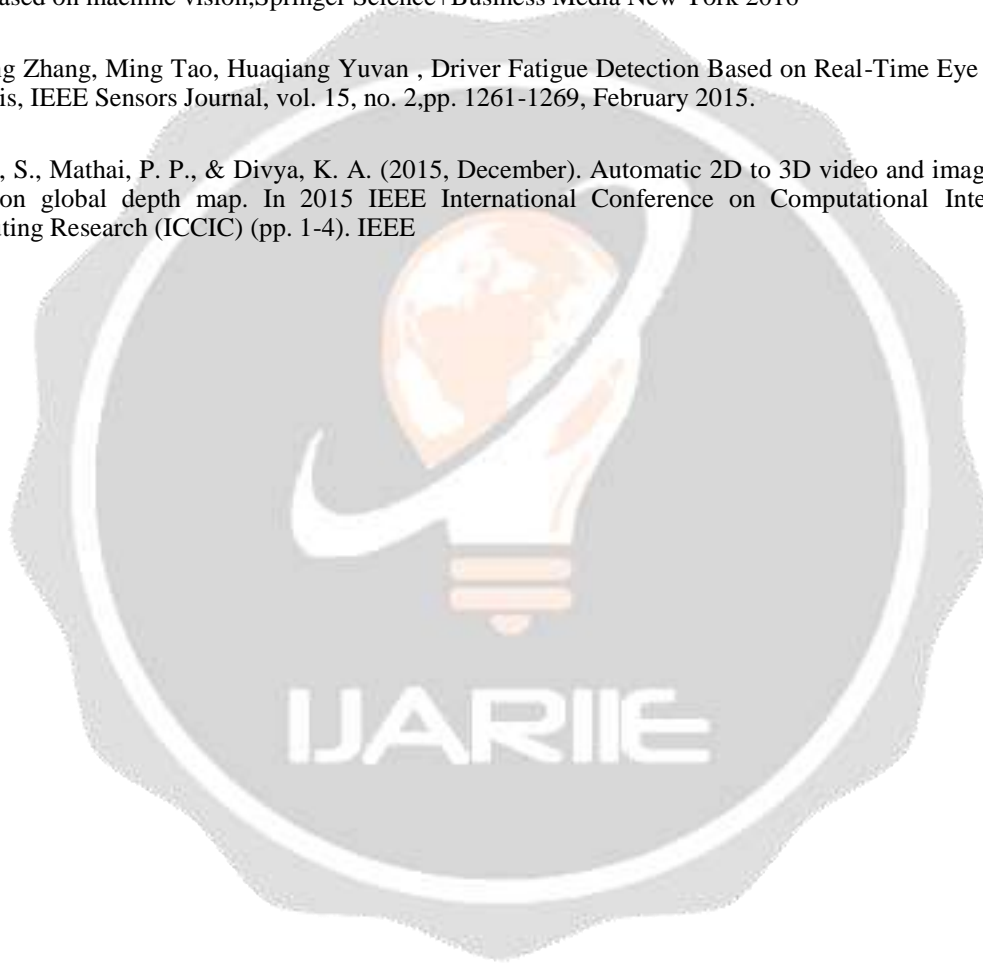 based on machine vision,Springer Science+Business Media New York 2016
ng Zhang, Ming Tao, Huaqiang Yuvan , Driver Fatigue Detection Based on Real-Time Eye
is, IEEE Sensors Journal, vol. 15, no. 2,pp. 1261-1269, February 2015.
, S., Mathai, P. P., & Divya, K. A. (2015, December). Automatic 2D to 3D video and imag
on global depth map. In 2015 IEEE International Conference on Computational Inte
uting Research (ICCIC) (pp. 1-4). IEEE
IJARIIE